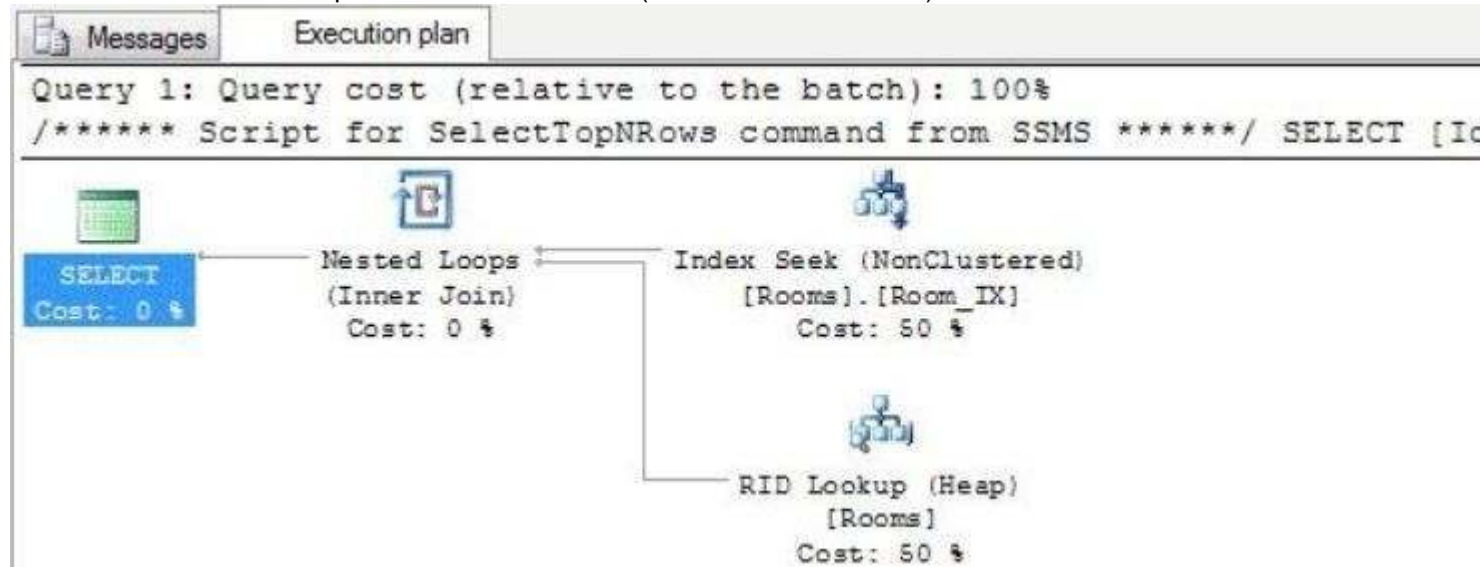 Messages
Execution plan
Query 1: Query cost (relative to the batch): 100%
/****** Script for SelectTopNRows command from SSMS ******/ SELECT [Id
SELECT
Cost: 0 %
Nested Loops
(Inner Join)
Cost: 0 %
Index Seek (NonClustered)
[Rooms].[Room_IX]
Cost: 50 %
RID Lookup (Heap)
[Rooms]
Cost: 50 %